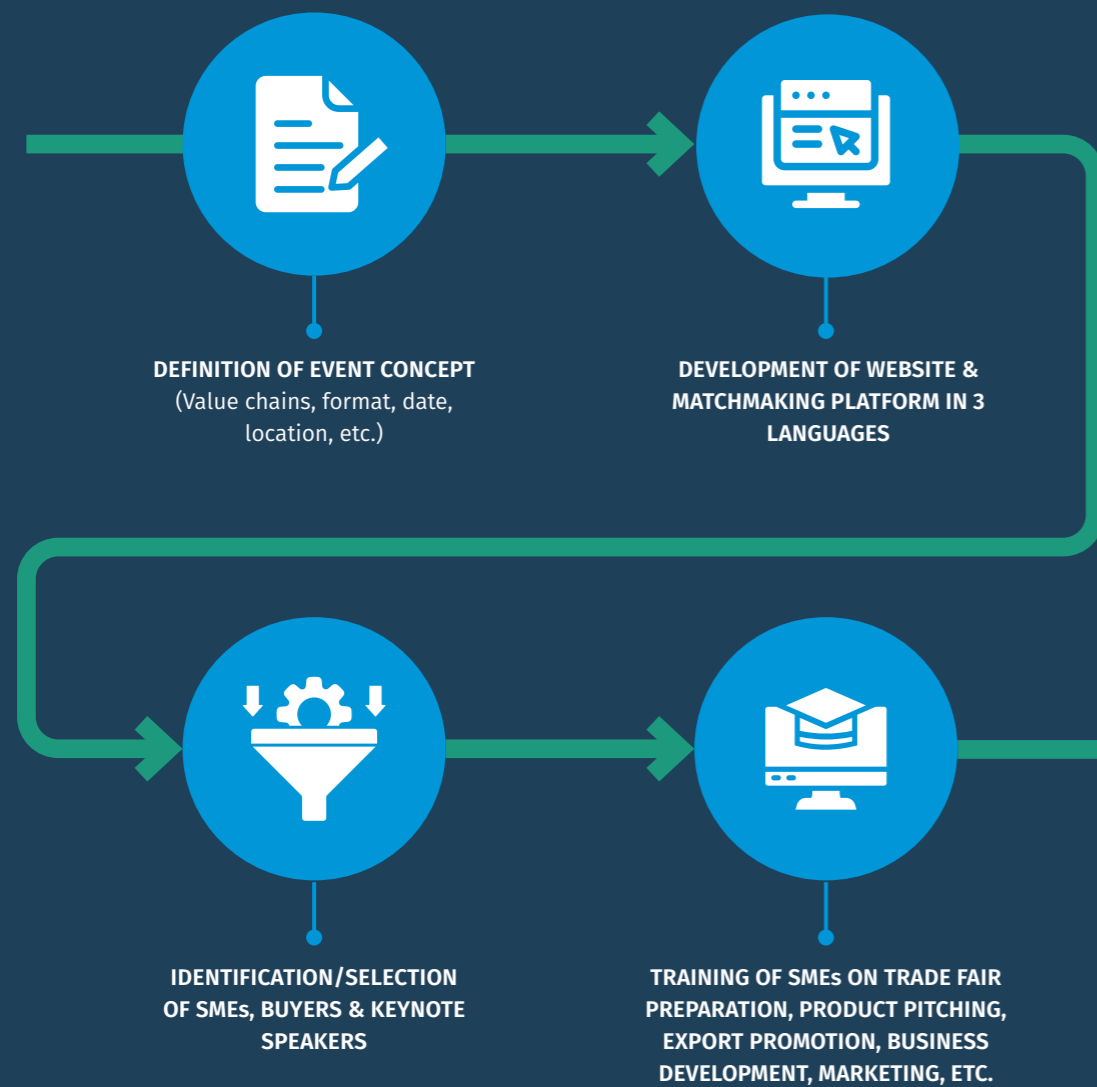 DEFINITION OF EVENT CONCEPT
(Value chains, format, date,
location, etc.)
DEVELOPMENT OF WEBSITE &
MATCHMAKING PLATFORM IN 3
LANGUAGES
IDENTIFICATION/SELECTION
OF SMEs, BUYERS & KEYNOTE
SPEAKERS
TRAINING OF SMEs ON TRADE FAIR
PREPARATION, PRODUCT PITCHING,
EXPORT PROMOTION, BUSINESS
DEVELOPMENT, MARKETING, ETC.